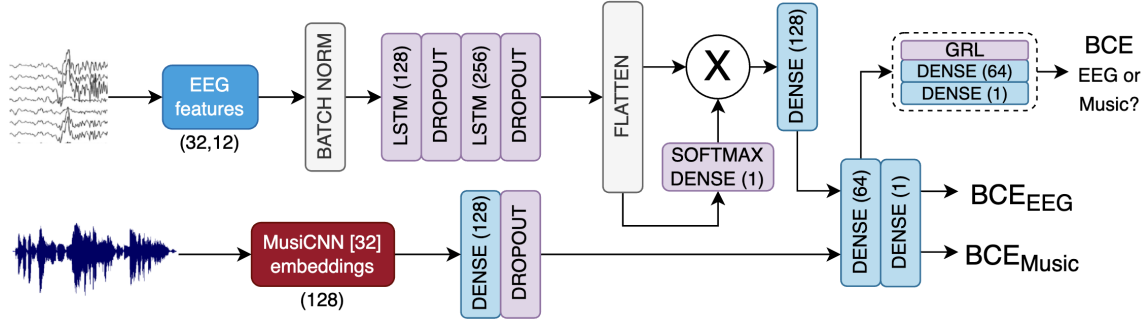 EEG
features
(32,12)
BATCH NORM
LSTM (128)
DROPOUT
LSTM (256)
DROPOUT
FLATTEN
X
SOFTMAX
DENSE (1)
DENSE (128)
GRL
DENSE (64)
DENSE (1)
BCE
EEG or
Music?
MusiCNN [32]
embeddings
(128)
DENSE (128)
DROPOUT
DENSE (64)
DENSE (1)
BCE_EEG
BCE_Music